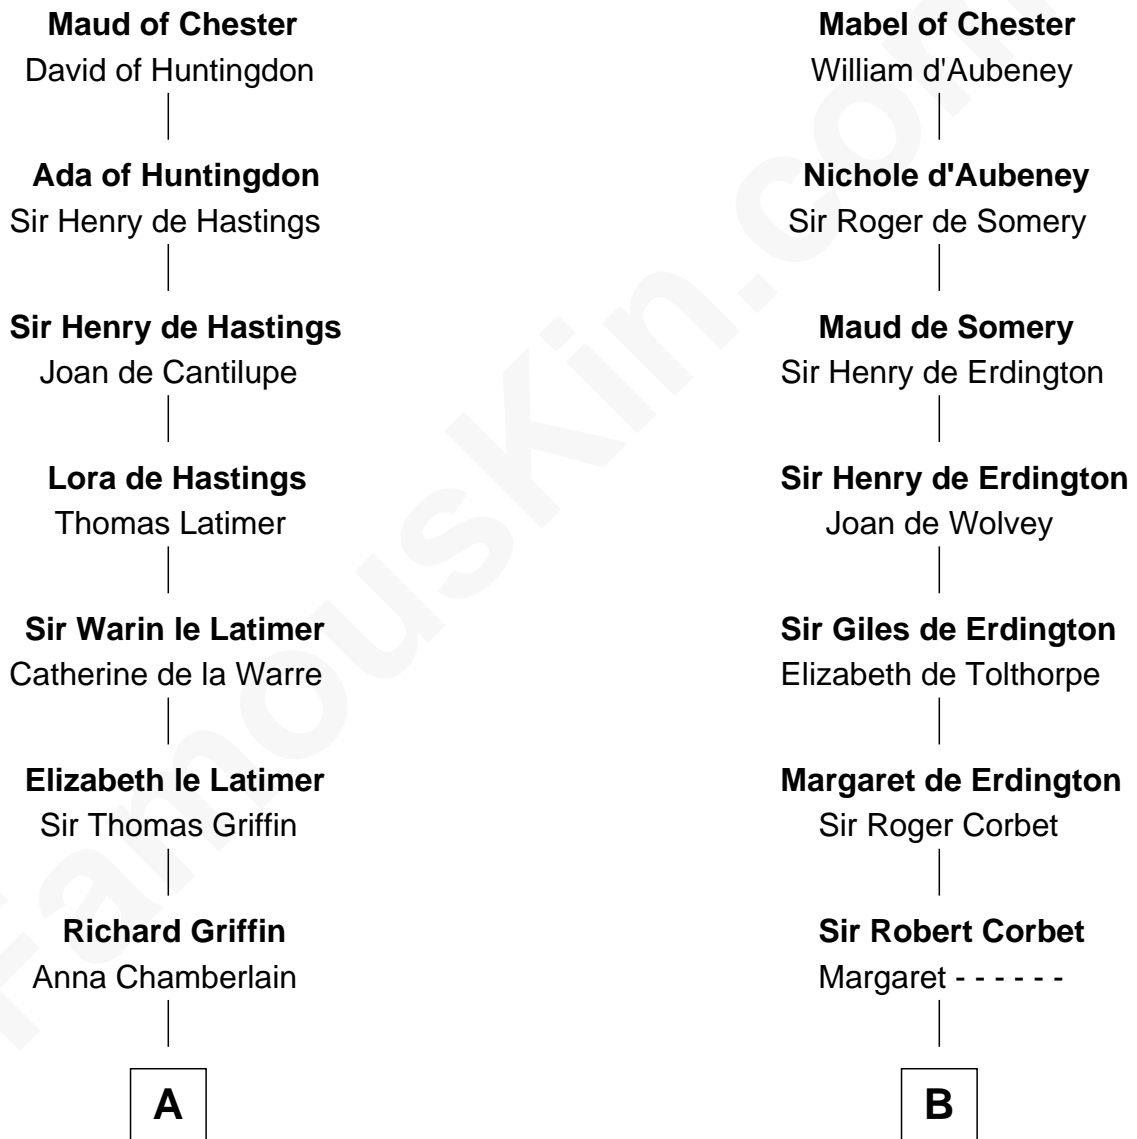 Maud of Chester
David of Huntingdon
Ada of Huntingdon
Sir Henry de Hastings
Sir Henry de Hastings
Joan de Cantilupe
Lora de Hastings
Thomas Latimer
Sir Warin le Latimer
Catherine de la Warre
Elizabeth le Latimer
Sir Thomas Griffin
Richard Griffin
Anna Chamberlain
A
Mabel of Chester
William d'Aubeney
Nichole d'Aubeney
Sir Roger de Somery
Maud de Somery
Sir Henry de Erdington
Sir Henry de Erdington
Joan de Wolvey
Sir Giles de Erdington
Elizabeth de Tolthorpe
Margaret de Erdington
Sir Roger Corbet
Sir Robert Corbet
Margaret - - - - - -
B
FamousKin.com